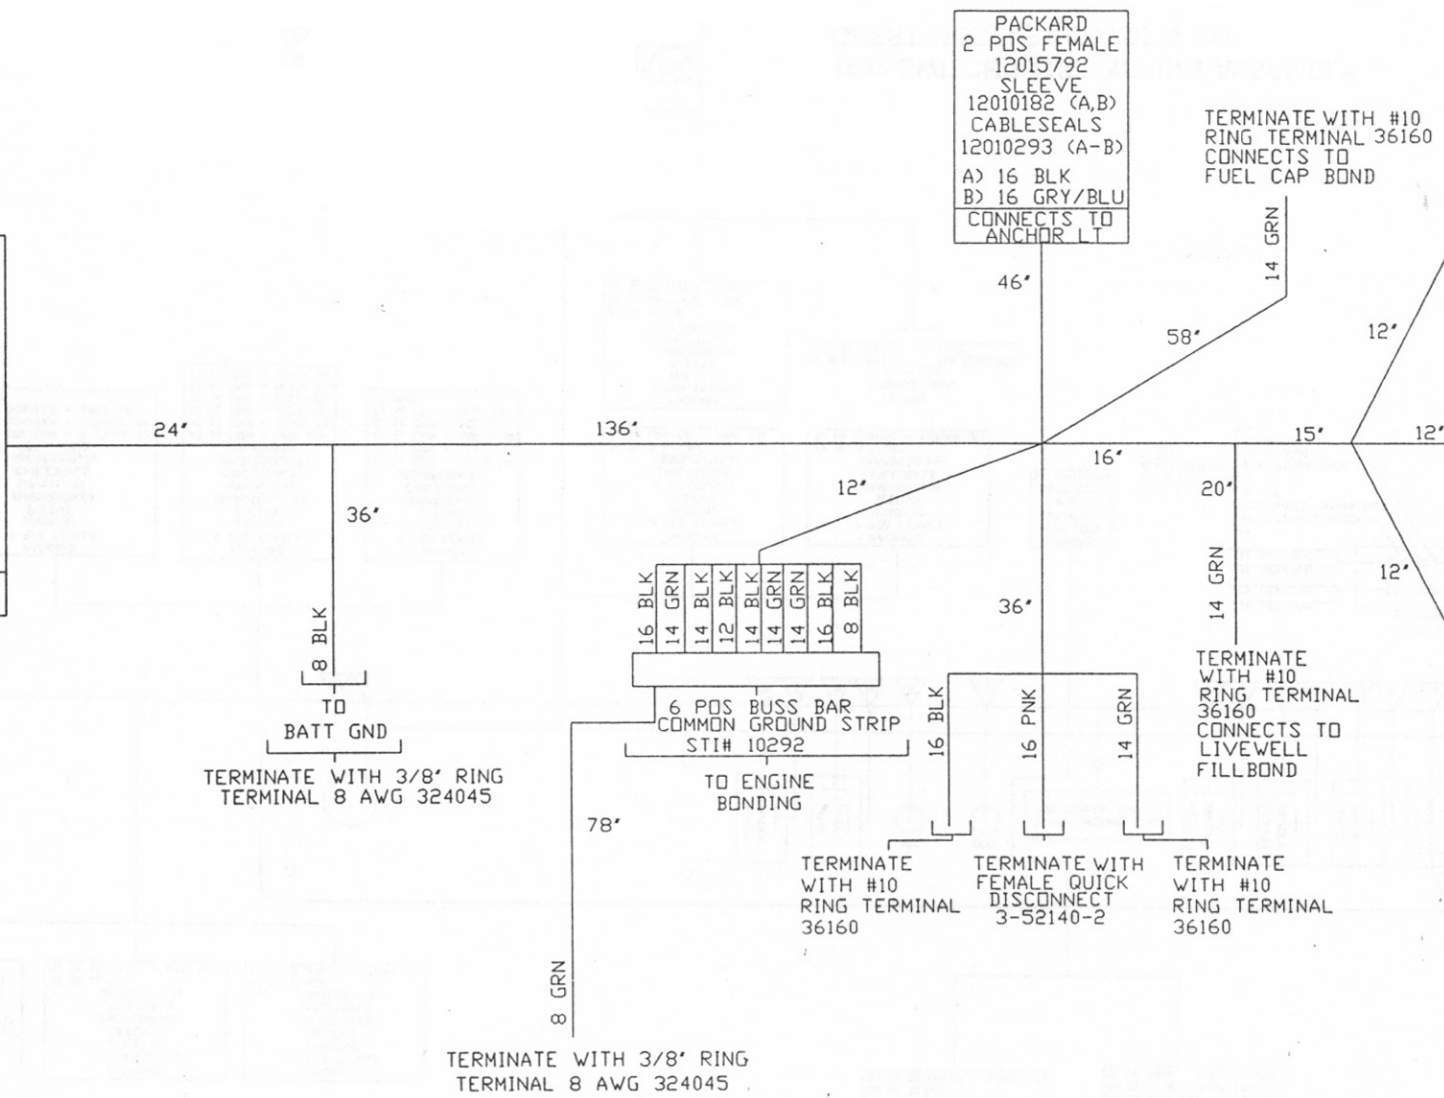 PACKARD
2 POS FEMALE
12015792
SLEEVE
12010182 (A,B)
CABLESEALS
12010293 (A-B)
A) 16 BLK
B) 16 GRY/BLU
CONNECTS TO
ANCHOR LT
TERMINATE WITH #10
RING TERMINAL 36160
CONNECTS TO
FUEL CAP BOND
14 GRN
46"
58"
12"
24"
136"
16"
15"
12"
12"
36"
20"
12"
14 GRN
36"
8 BLK
TO
BATT GND
TERMINATE WITH 3/8" RING
TERMINAL 8 AWG 324045
16 BLK
14 GRN
14 BLK
12 BLK
14 BLK
14 GRN
14 GRN
16 BLK
8 BLK
6 POS BUSS BAR
COMMON GROUND STRIP
STI# 10292
TO ENGINE
BONDING
78"
8 GRN
TERMINATE WITH 3/8" RING
TERMINAL 8 AWG 324045
16 BLK
16 PNK
14 GRN
TERMINATE
WITH #10
RING TERMINAL
36160
TERMINATE WITH
FEMALE QUICK
DISCONNECT
3-52140-2
TERMINATE
WITH #10
RING TERMINAL
36160
TERMINATE
WITH #10
RING TERMINAL
36160
CONNECTS TO
LIVEWELL
FILLBOND